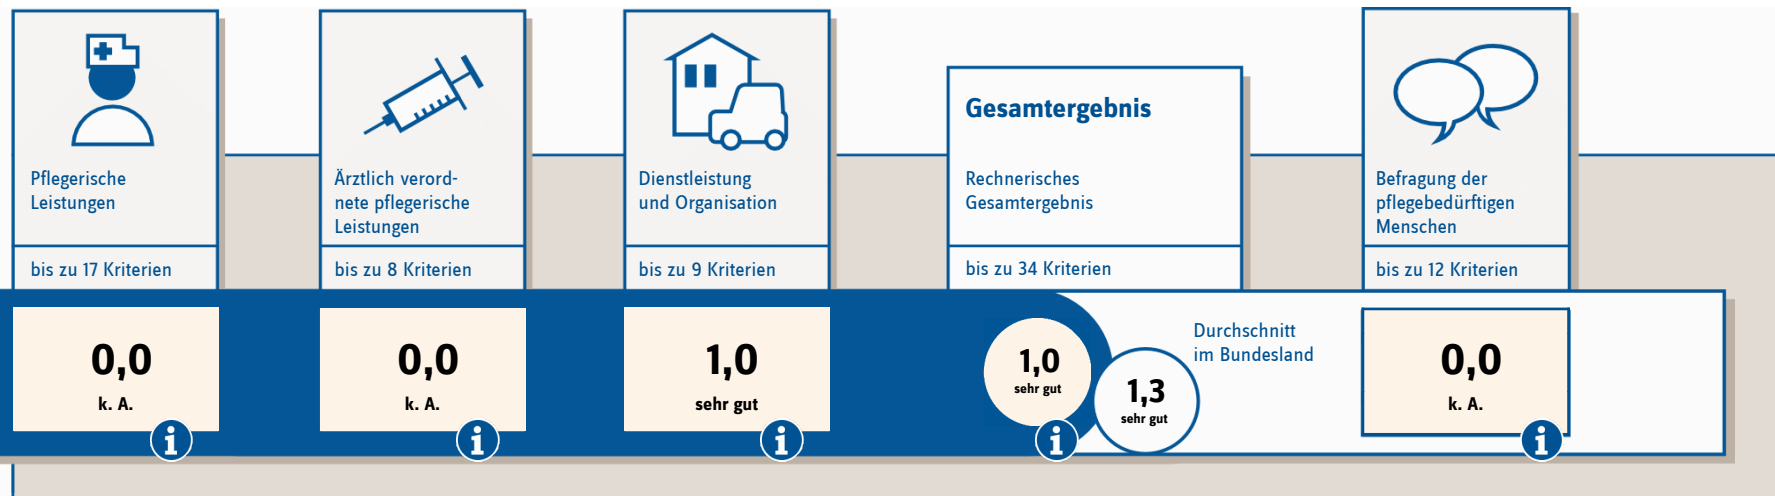 Pflegerische
Leistungen
bis zu 17 Kriterien
0,0
k. A.
i
Ärztlich verord-
nete pflegerische
Leistungen
bis zu 8 Kriterien
0,0
k. A.
i
Dienstleistung
und Organisation
bis zu 9 Kriterien
1,0
sehr gut
i
Gesamtergebnis
Rechnerisches
Gesamtergebnis
bis zu 34 Kriterien
1,0
sehr gut
i
1,3
sehr gut
Durchschnitt
im Bundesland
Befragung der
pflegebedürftigen
Menschen
bis zu 12 Kriterien
0,0
k. A.
i